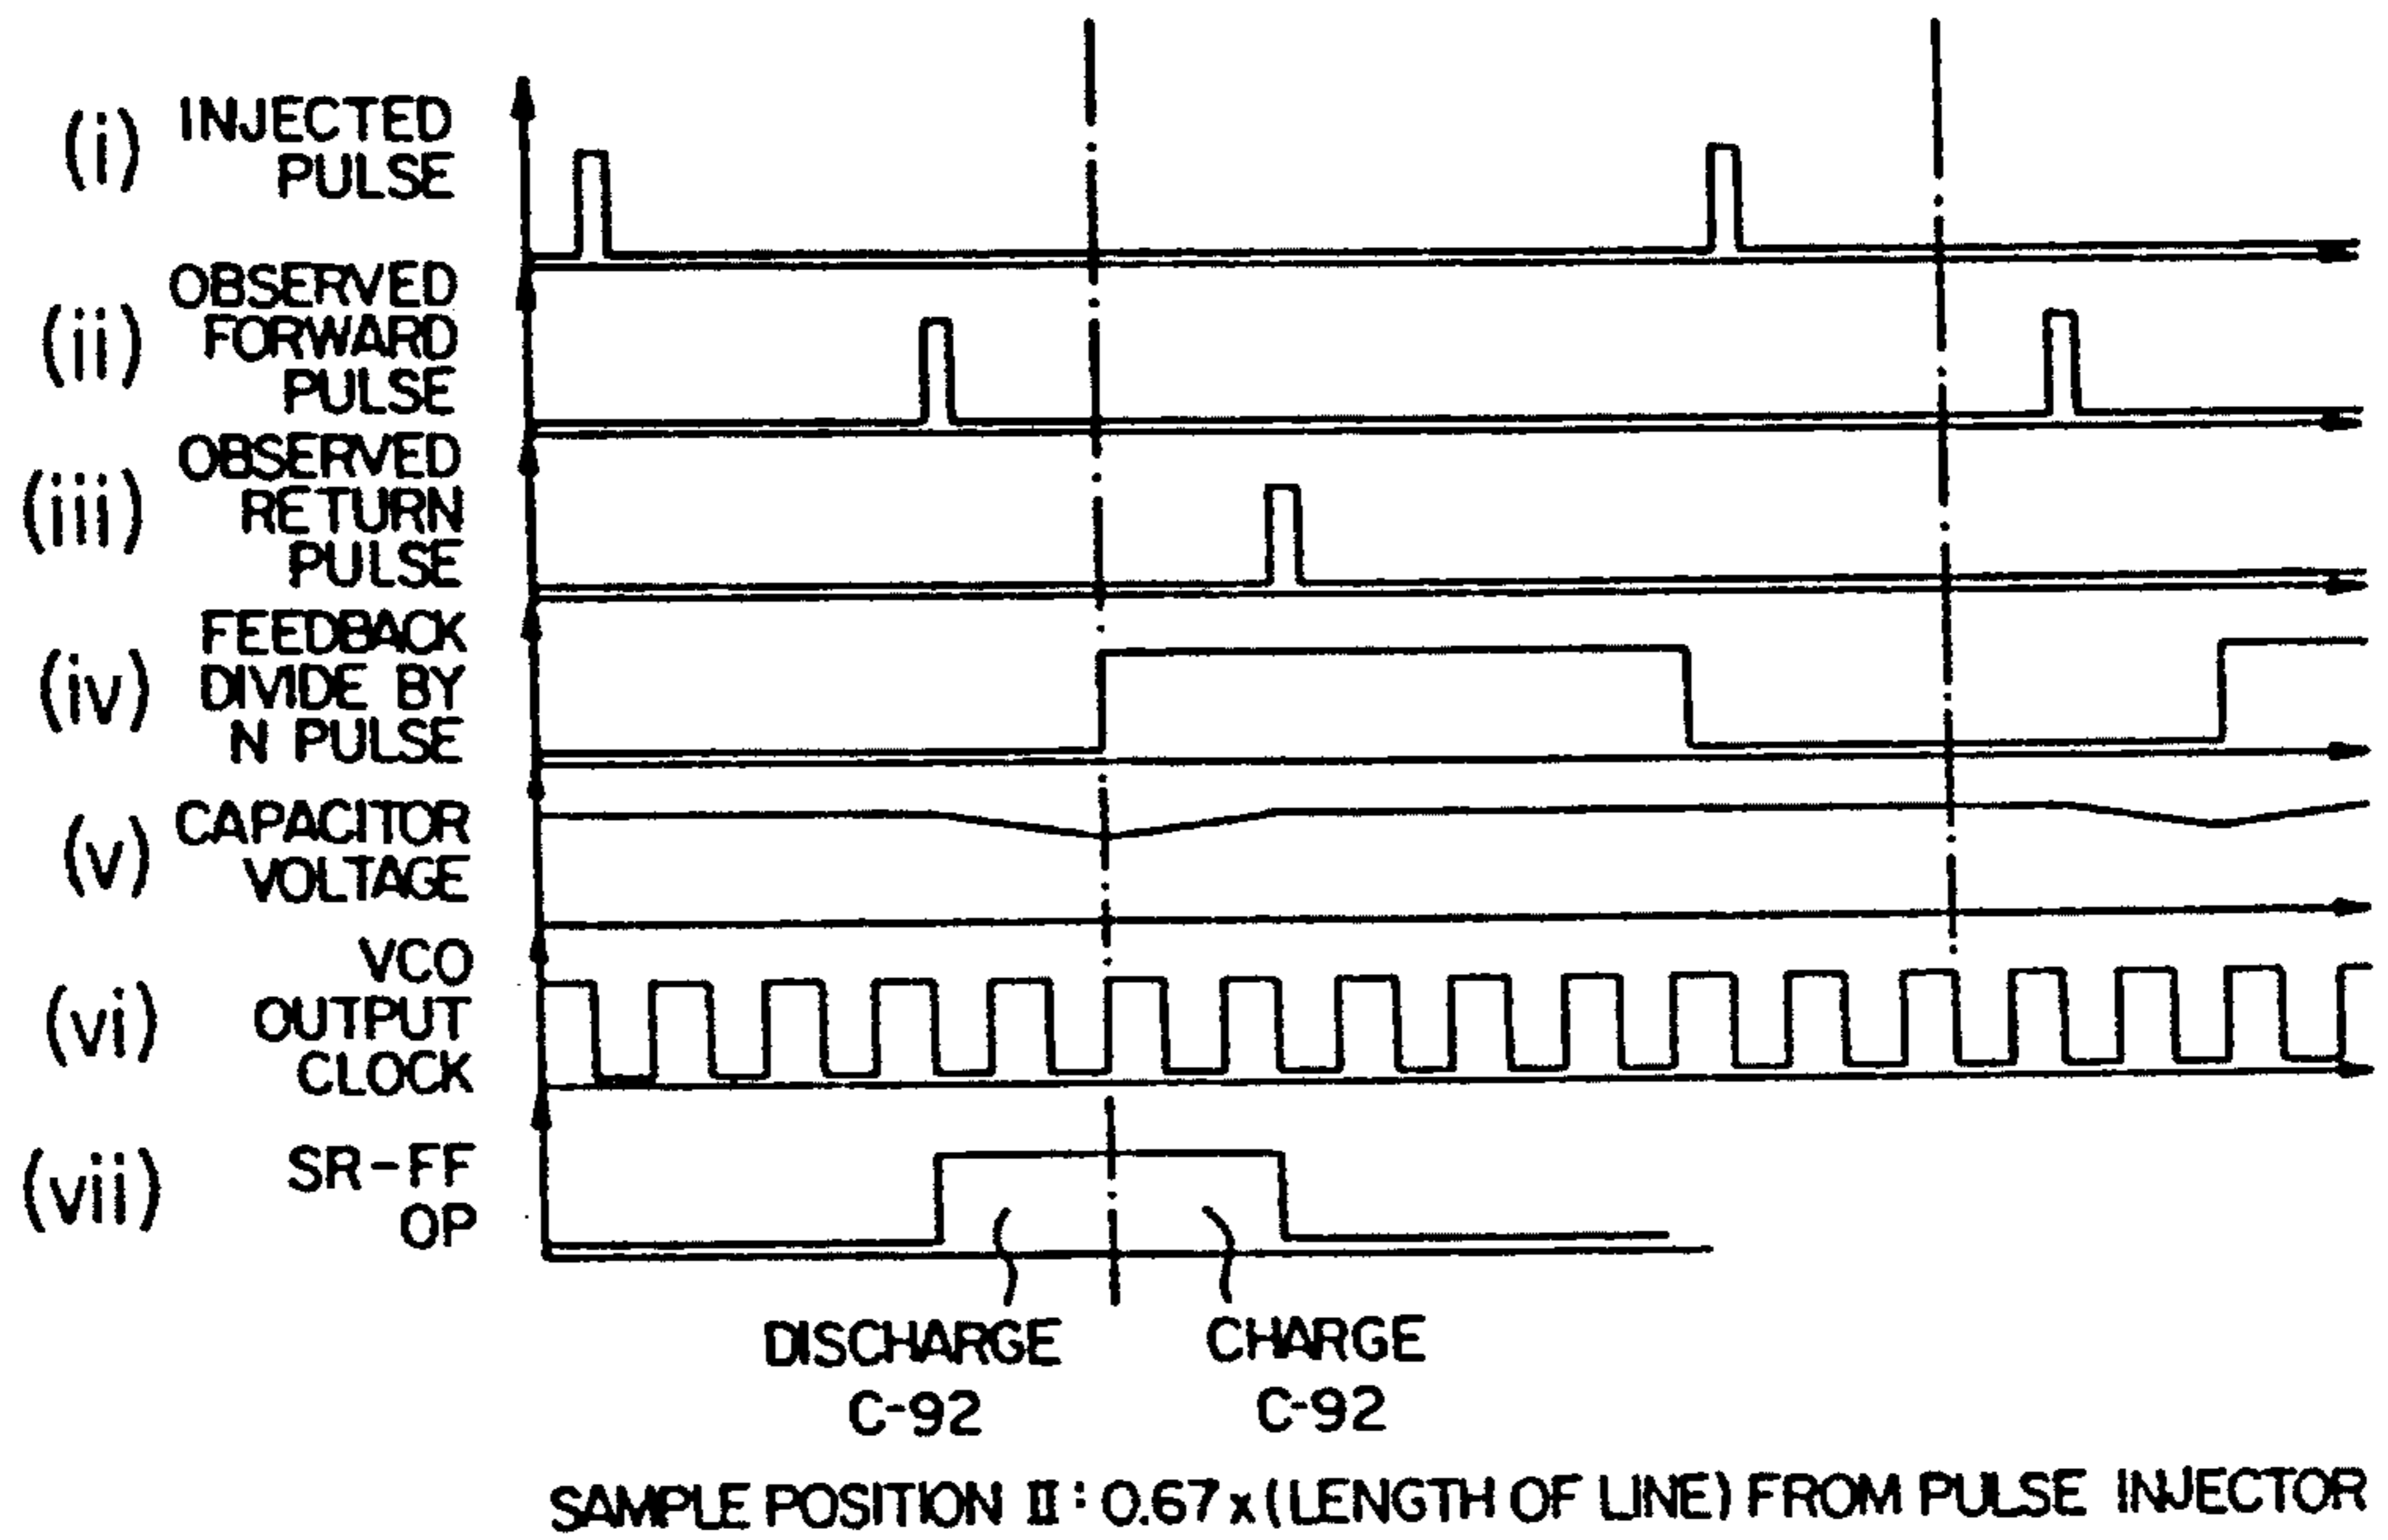 (i) INJECTED
PULSE
(ii) OBSERVED
FORWARD
PULSE
(iii) OBSERVED
RETURN
PULSE
(iv) FEEDBACK
DIVIDE BY
N PULSE
(v) CAPACITOR
VOLTAGE
(vi) VCO
OUTPUT
CLOCK
(vii) SR-FF
OP
DISCHARGE
C-92
CHARGE
C-92
SAMPLE POSITION II : 0.67 x (LENGTH OF LINE) FROM PULSE INJECTOR